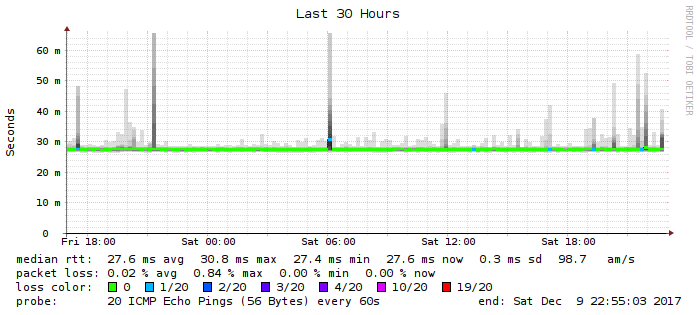 Last 30 Hours
RRDTOOL / TOBI OETIKER
Seconds
60 m
50 m
40 m
30 m
20 m
10 m
0
Fri 18:00 Sat 00:00 Sat 06:00 Sat 12:00 Sat 18:00
median rtt: 27.6 ms avg 30.8 ms max 27.4 ms min 27.6 ms now 0.3 ms sd 98.7 am/s
packet loss: 0.02 % avg 0.84 % max 0.00 % min 0.00 % now
loss color: 0 1/20 2/20 3/20 4/20 10/20 19/20
probe: 20 ICMP Echo Pings (56 Bytes) every 60s end: Sat Dec 9 22:55:03 2017